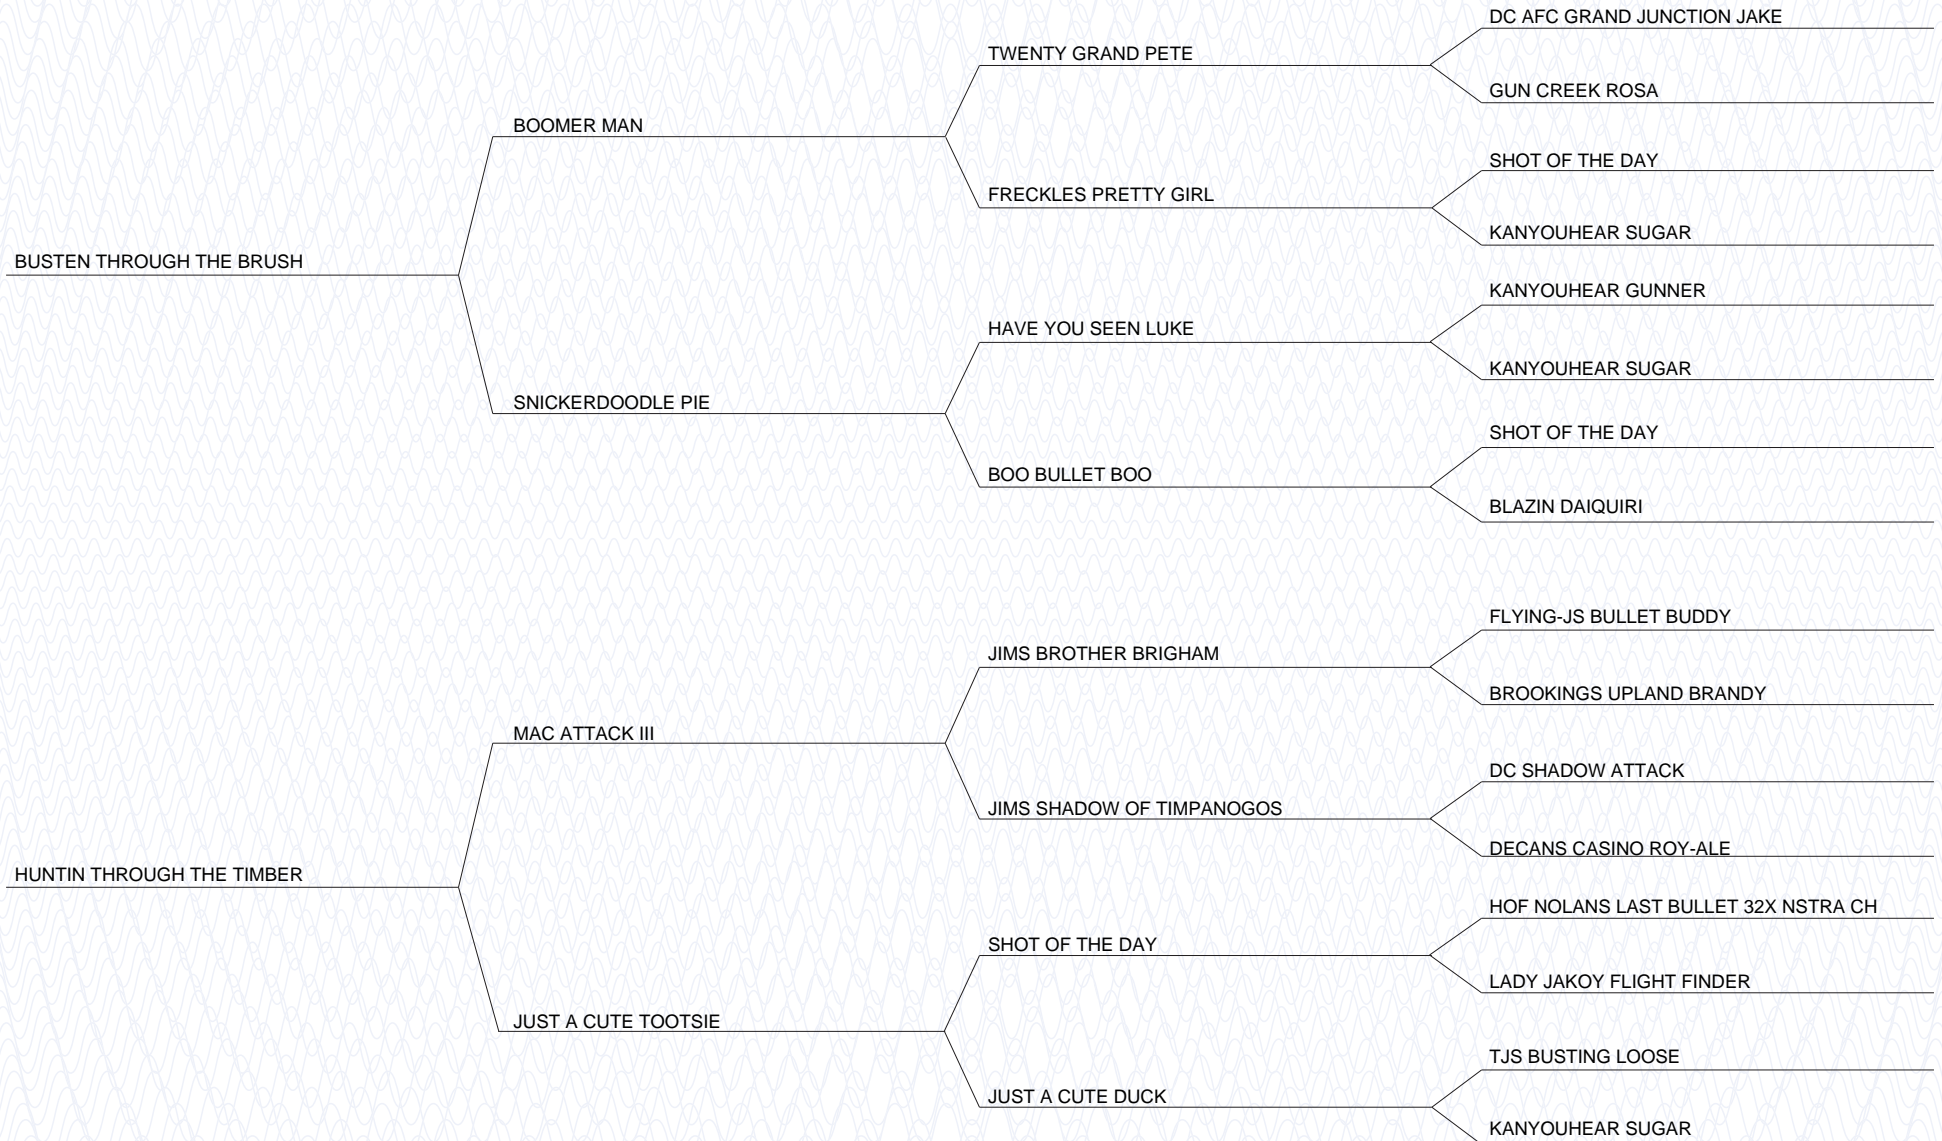 DC AFC GRAND JUNCTION JAKE
TWENTY GRAND PETE
GUN CREEK ROSA
BOOMER MAN
SHOT OF THE DAY
FRECKLES PRETTY GIRL
KANYOUHEAR SUGAR
BUSTEN THROUGH THE BRUSH
KANYOUHEAR GUNNER
HAVE YOU SEEN LUKE
KANYOUHEAR SUGAR
SNICKERDOODLE PIE
SHOT OF THE DAY
BOO BULLET BOO
BLAZIN DAIQUIRI
FLYING-JS BULLET BUDDY
JIMS BROTHER BRIGHAM
BROOKINGS UPLAND BRANDY
MAC ATTACK III
DC SHADOW ATTACK
JIMS SHADOW OF TIMPANOGOS
DECANS CASINO ROY-ALE
HUNTIN THROUGH THE TIMBER
HOF NOLANS LAST BULLET 32X NSTRA CH
SHOT OF THE DAY
LADY JAKOY FLIGHT FINDER
JUST A CUTE TOOTSIE
TJS BUSTING LOOSE
JUST A CUTE DUCK
KANYOUHEAR SUGAR